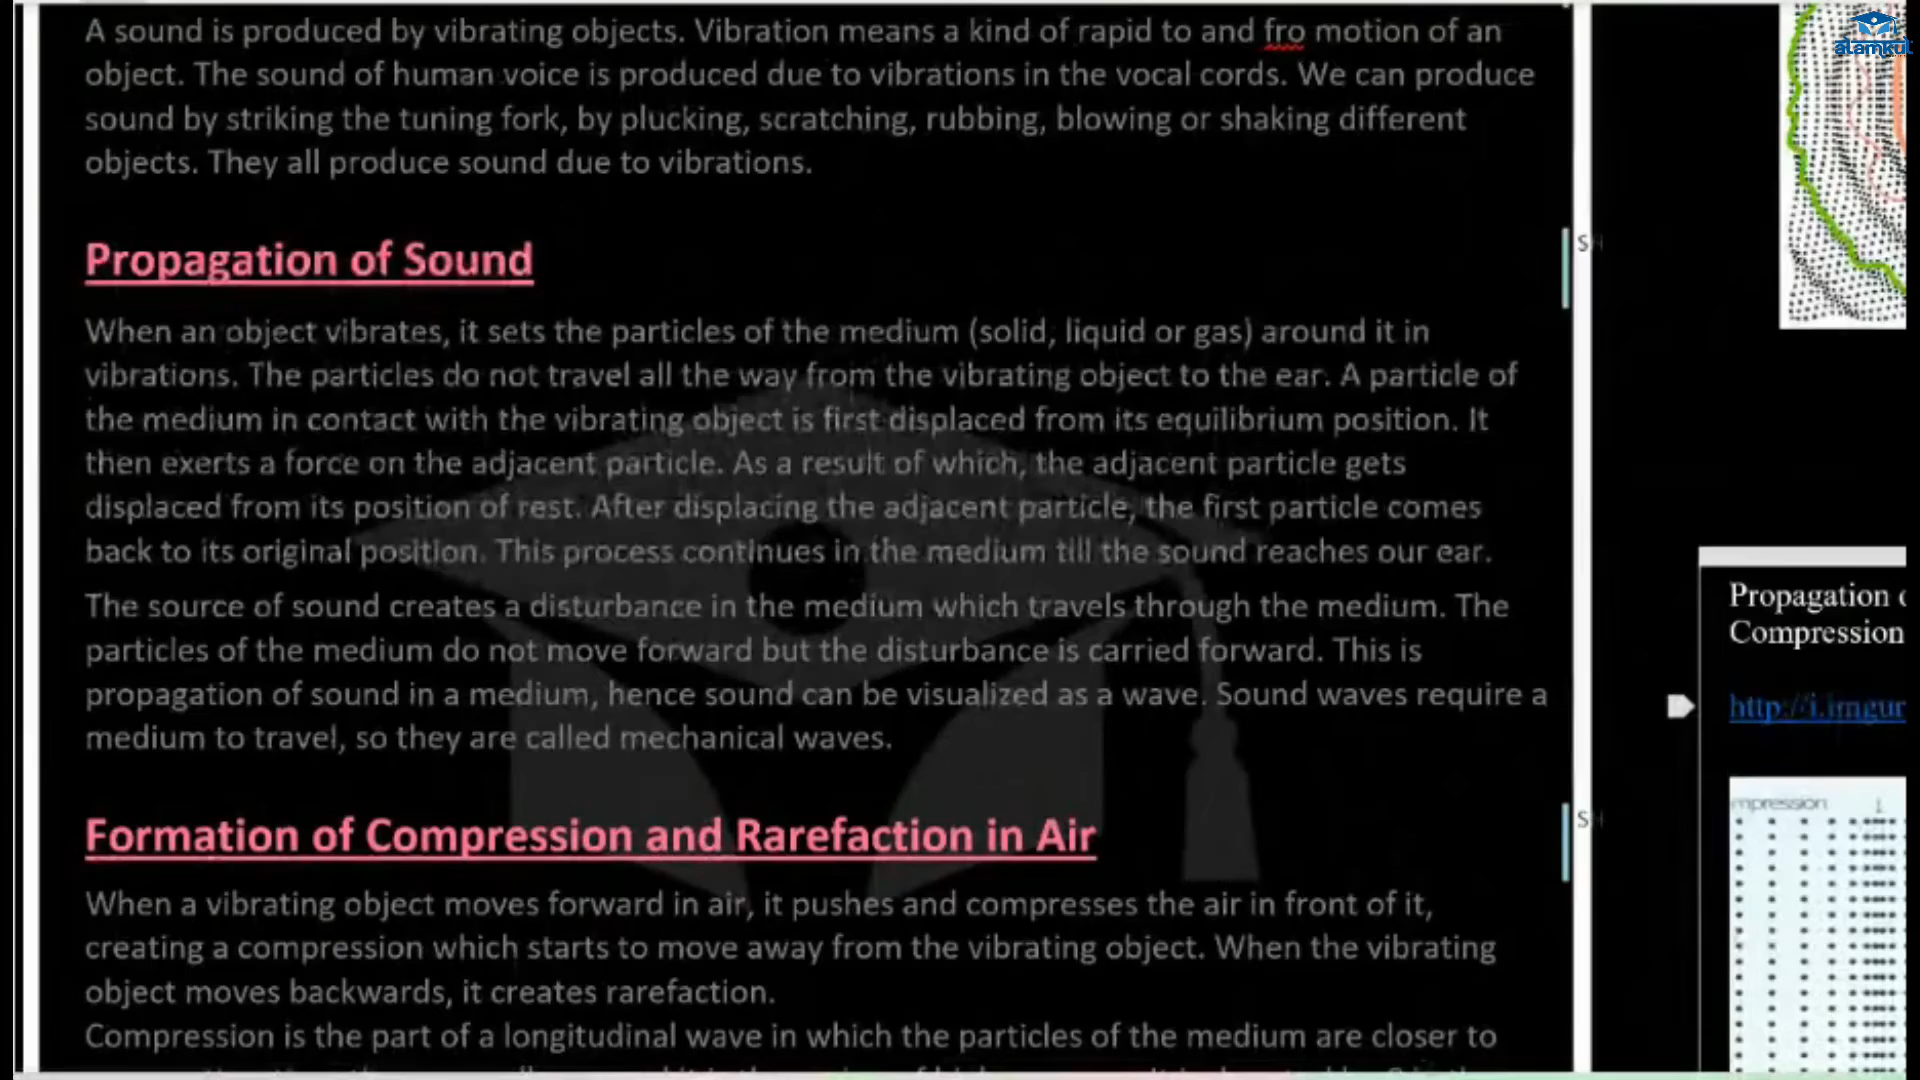 A sound is produced by vibrating objects. Vibration means a kind of rapid to and fro motion of an
object. The sound of human voice is produced due to vibrations in the vocal cords. We can produce
sound by striking the tuning fork, by plucking, scratching, rubbing, blowing or shaking different
objects. They all produce sound due to vibrations.
Propagation of Sound
When an object vibrates, it sets the particles of the medium (solid, liquid or gas) around it in
vibrations. The particles do not travel all the way from the vibrating object to the ear. A particle of
the medium in contact with the vibrating object is first displaced from its equilibrium position. It
then exerts a force on the adjacent particle. As a result of which, the adjacent particle gets
displaced from its position of rest. After displacing the adjacent particle, the first particle comes
back to its original position. This process continues in the medium till the sound reaches our ear.
The source of sound creates a disturbance in the medium which travels through the medium. The
particles of the medium do not move forward but the disturbance is carried forward. This is
propagation of sound in a medium, hence sound can be visualized as a wave. Sound waves require a
medium to travel, so they are called mechanical waves.
Formation of Compression and Rarefaction in Air
When a vibrating object moves forward in air, it pushes and compresses the air in front of it,
creating a compression which starts to move away from the vibrating object. When the vibrating
object moves backwards, it creates rarefaction.
Compression is the part of a longitudinal wave in which the particles of the medium are closer to
alamkul
Propagation
Compression
http://i.imgur
mpression